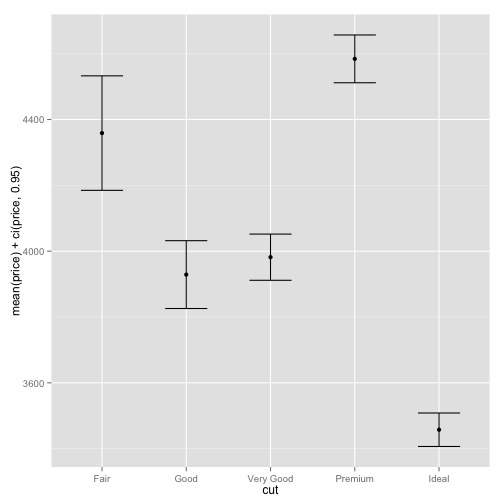 mean(price) + ci(price, 0.95)
4400
4000
3600
Fair Good Very Good Premium Ideal
cut